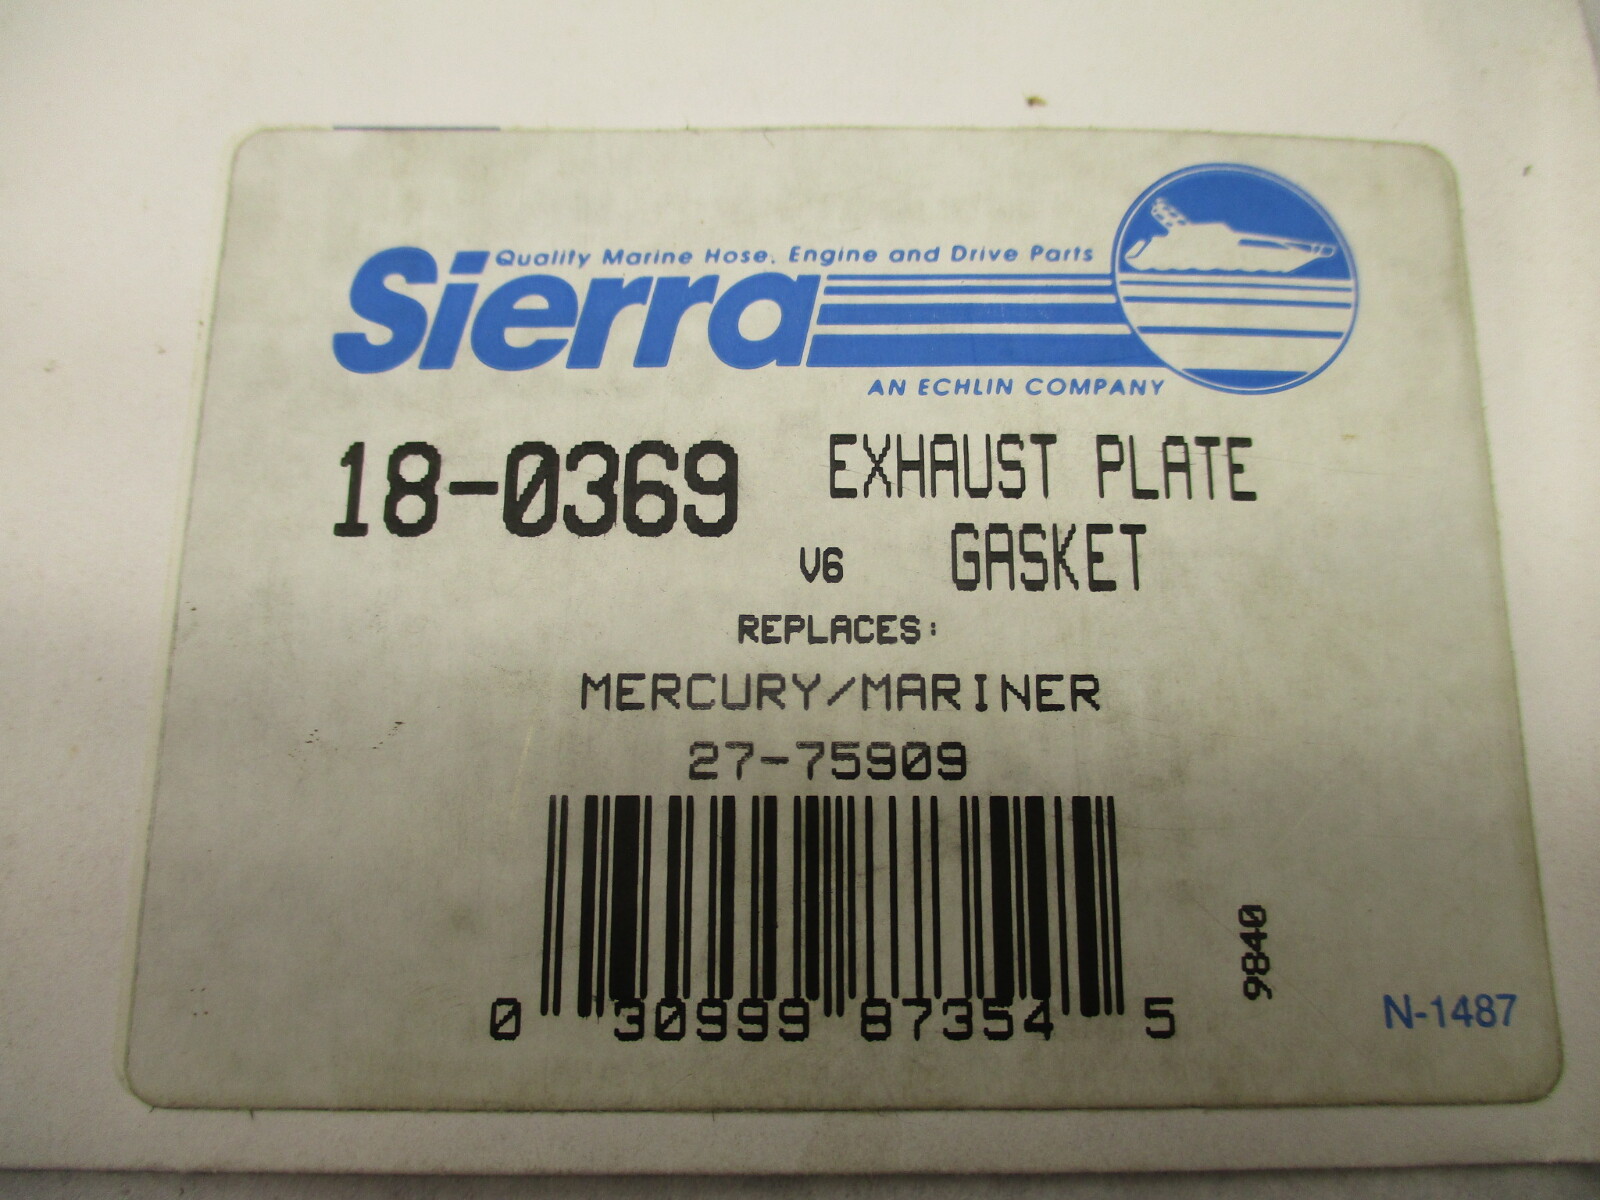 Quality Marine Hose, Engine and Drive Parts
Sierra
AN ECHLIN COMPANY
18-0369 EXHAUST PLATE
V6 GASKET
REPLACES:
MERCURY/MARINER
27-75909
0 30999 87354 5
9840
N-1487